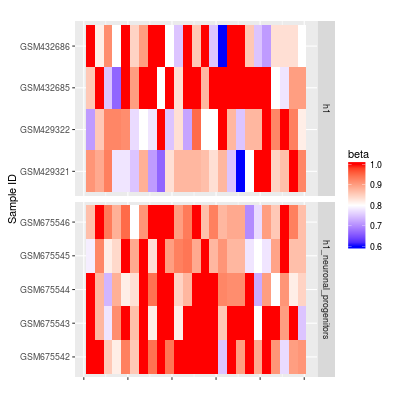 GSM432686
GSM432685
GSM429322
GSM429321
h1
GSM675546
GSM675545
GSM675544
GSM675543
GSM675542
h1_neuronal_progenitors
Sample ID
beta
1.0
0.9
0.8
0.7
0.6